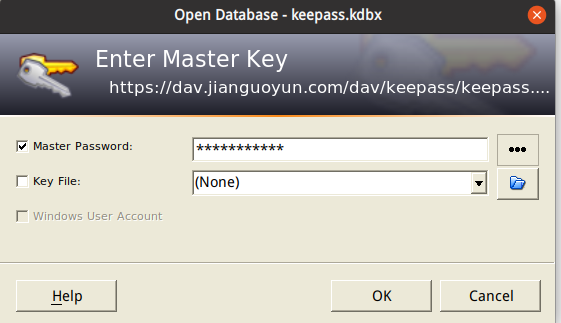 Open Database - keepass.kdbx
Enter Master Key
https://dav.jianguoyun.com/dav/keepass/keepass....
Master Password:
***********
Key File:
(None)
Windows User Account
Help
OK
Cancel